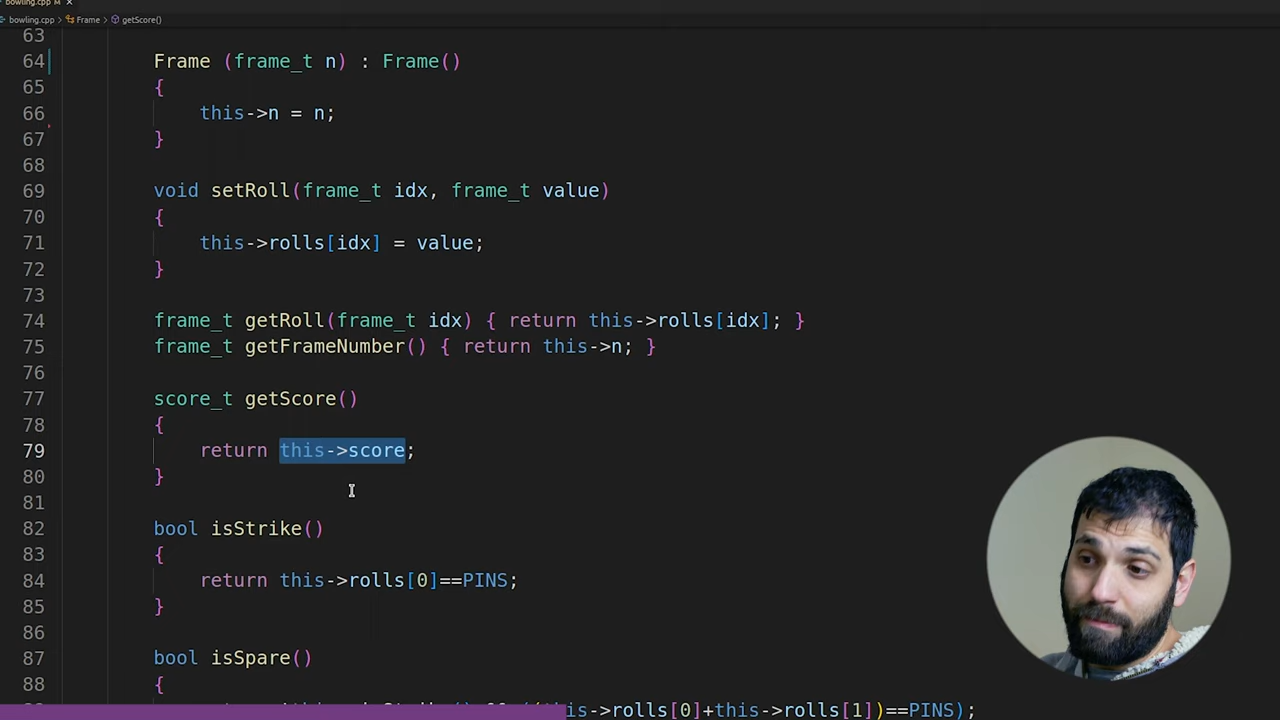 bowling.cpp M ×
bowling.cpp > Frame > getScore()
63
64 Frame (frame_t n) : Frame()
65 {
66 this->n = n;
67 }
68
69 void setRoll(frame_t idx, frame_t value)
70 {
71 this->rolls[idx] = value;
72 }
73
74 frame_t getRoll(frame_t idx) { return this->rolls[idx]; }
75 frame_t getFrameNumber() { return this->n; }
76
77 score_t getScore()
78 {
79 return this->score;
80 }
81
82 bool isStrike()
83 {
84 return this->rolls[0]==PINS;
85 }
86
87 bool isSpare()
88 {
this->rolls[0]+this->rolls[1])==PINS);